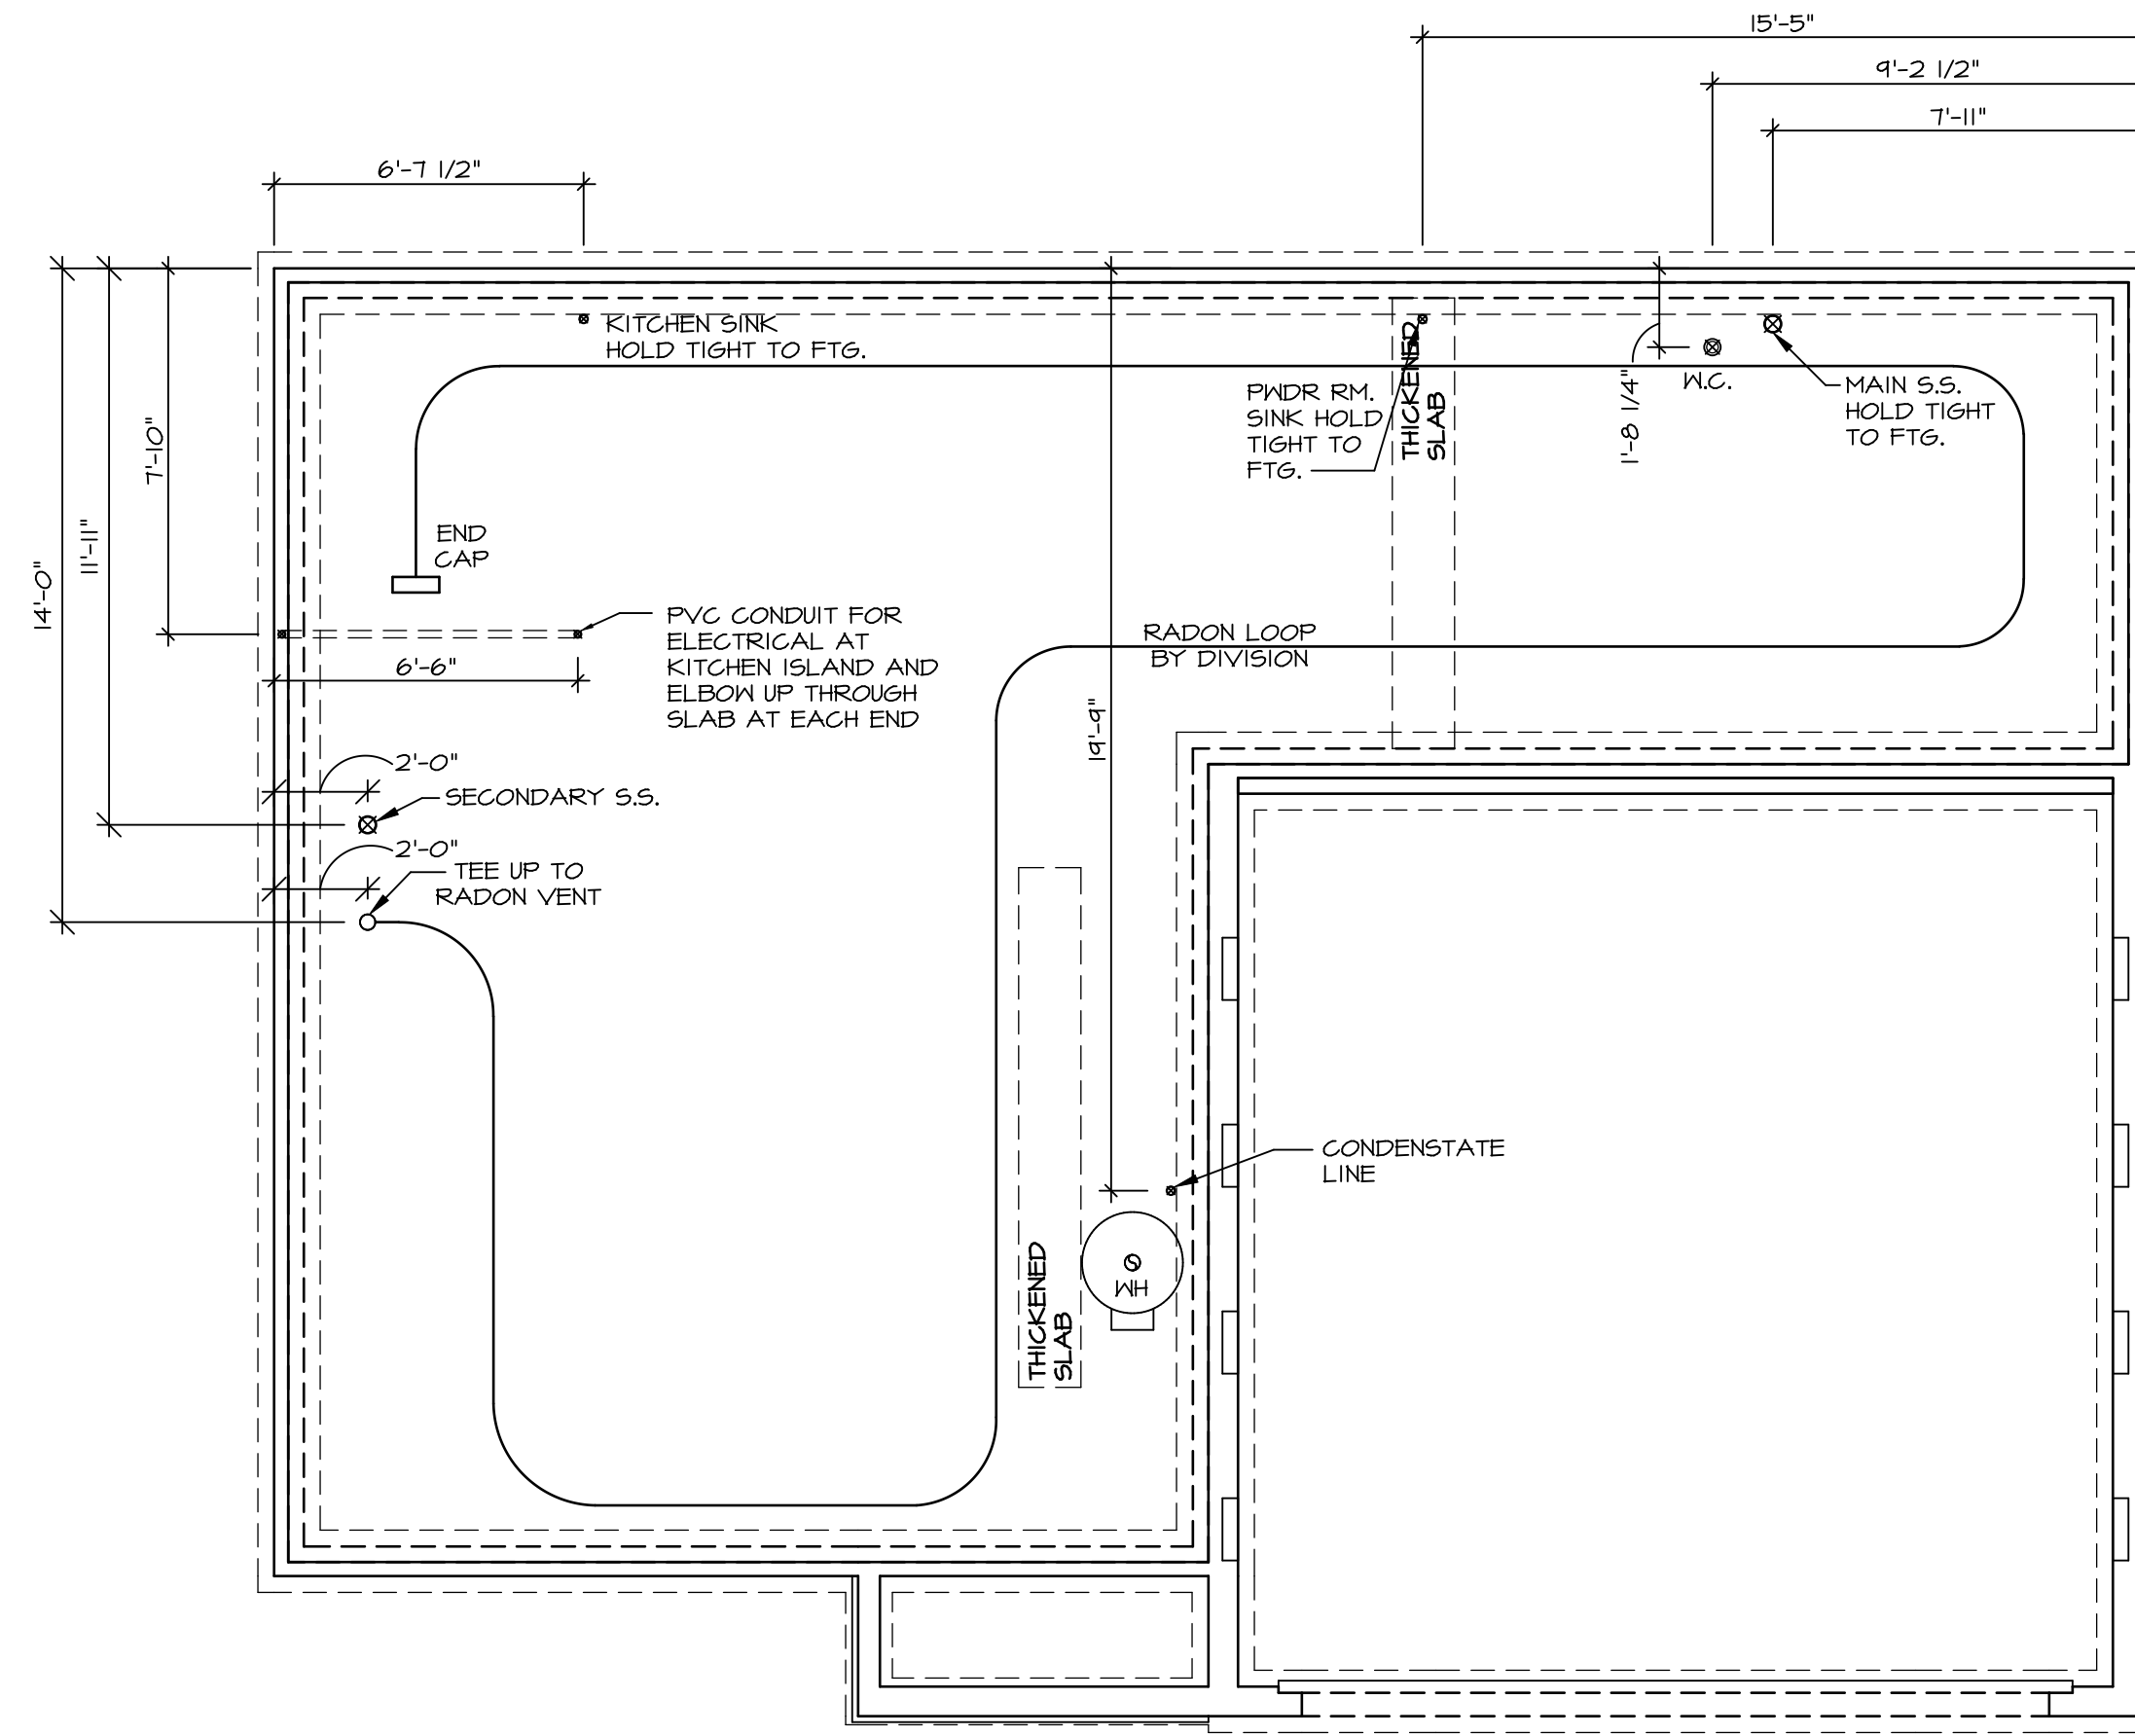 15'-5"
9'-2 1/2"
7'-11"
6'-7 1/2"
KITCHEN SINK
HOLD TIGHT TO FTG.
PWDR RM.
SINK HOLD
TIGHT TO
FTG.
THICKENED
SLAB
1'-8 1/4"
W.C.
MAIN S.S.
HOLD TIGHT
TO FTG.
7'-10"
11'-11"
14'-0"
END
CAP
PVC CONDUIT FOR
ELECTRICAL AT
KITCHEN ISLAND AND
ELBOW UP THROUGH
SLAB AT EACH END
6'-6"
RADON LOOP
BY DIVISION
19'-9"
2'-0"
SECONDARY S.S.
2'-0"
TEE UP TO
RADON VENT
CONDENSTATE
LINE
THICKENED
SLAB
WH